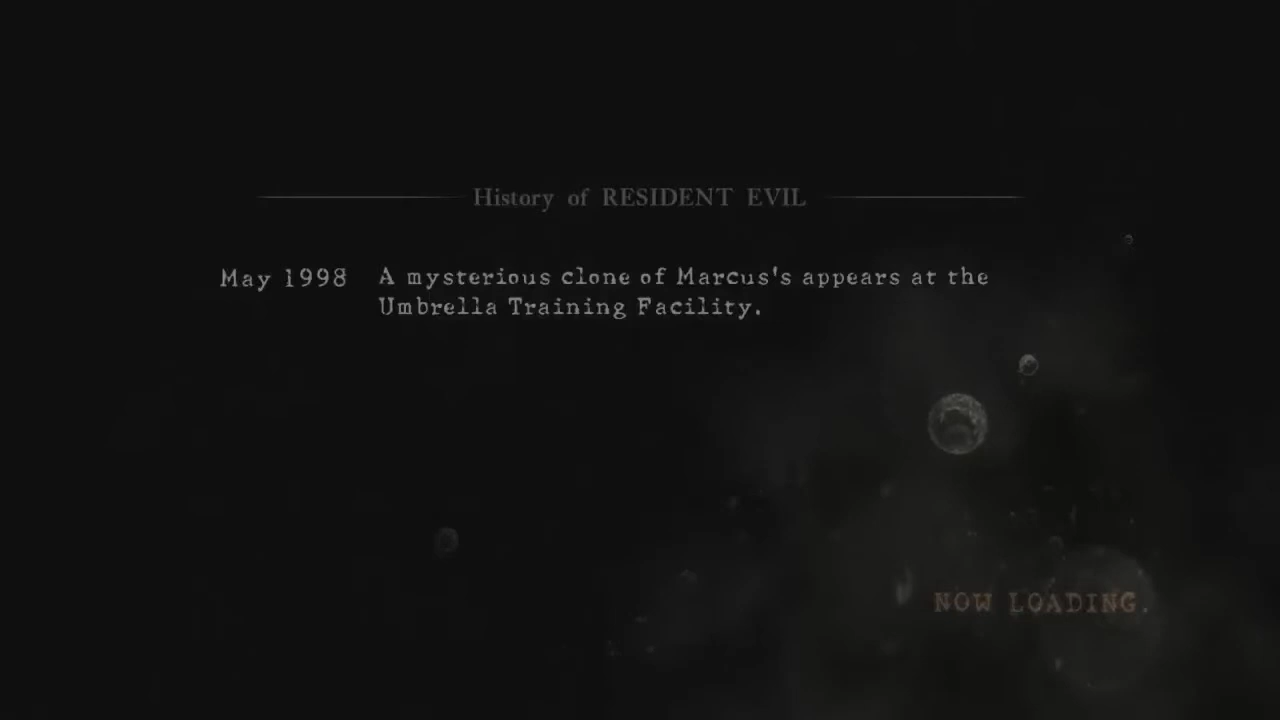 History of RESIDENT EVIL
May 1998 A mysterious clone of Marcus's appears at the
Umbrella Training Facility.
NOW LOADING.